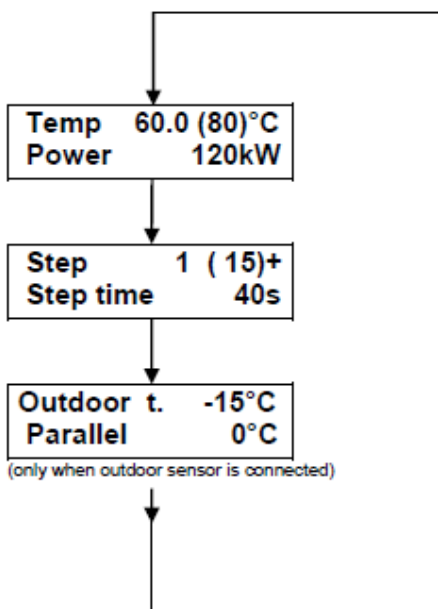 Temp 60.0 (80)°C
Power 120kW
Step 1 ( 15)+
Step time 40s
Outdoor t. -15°C
Parallel 0°C
(only when outdoor sensor is connected)